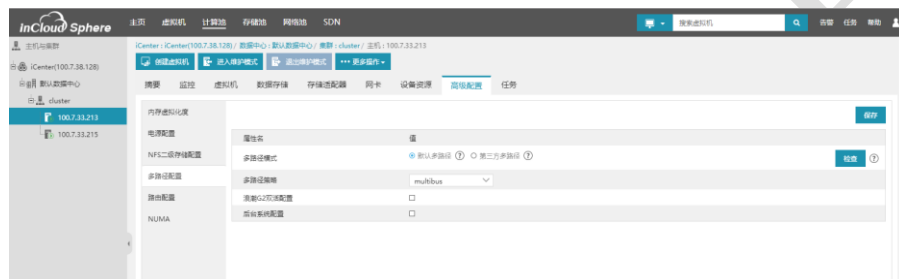 InCloud Sphere
主页 虚拟机 计算池 存储池 网络池 SDN
搜索虚拟机
告警 任务 帮助
主机与集群
iCenter(100.7.38.128)
默认数据中心
cluster
100.7.33.213
100.7.33.215
iCenter : iCenter(100.7.38.128) / 数据中心 : 默认数据中心 / 集群 : cluster / 主机 : 100.7.33.213
创建虚拟机 进入维护模式 退出维护模式 ••• 更多操作
摘要 监控 虚拟机 数据存储 存储适配器 网卡 设备资源 高级配置 任务
内存虚拟化度
电源配置
NFS二级存储配置
多路径配置
路由配置
NUMA
保存
属性名 值
多路径模式 默认多路径 ? 第三方多路径 ?
检查 ?
多路径策略 multibus
浪潮G2双活配置
后台系统配置